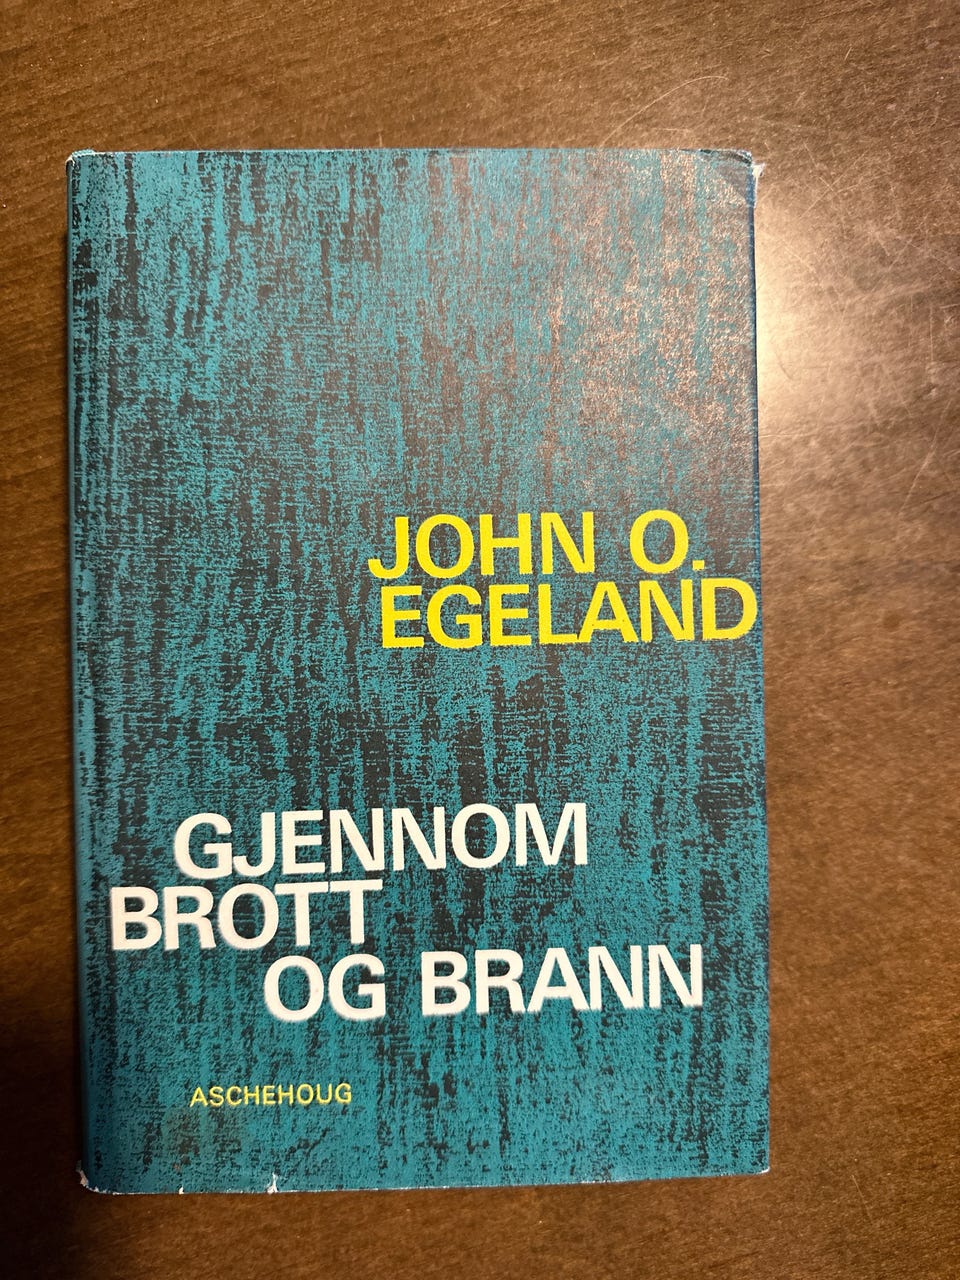 JOHN O.
EGELAND
GJENNOM
BROTT
OG BRANN
ASCHEHOUG